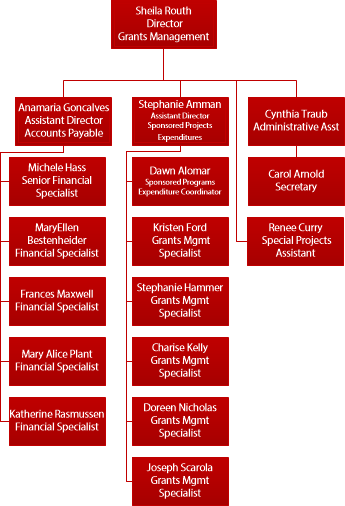 Sheila Routh
Director
Grants Management
Anamaria Goncalves
Assistant Director
Accounts Payable
Stephanie Amman
Assistant Director
Sponsored Projects
Expenditures
Cynthia Traub
Administrative Asst
Michele Hass
Senior Financial
Specialist
Dawn Alomar
Sponsored Programs
Expenditure Coordinator
Carol Arnold
Secretary
MaryEllen
Bestenheider
Financial Specialist
Kristen Ford
Grants Mgmt
Specialist
Renee Curry
Special Projects
Assistant
Frances Maxwell
Financial Specialist
Stephanie Hammer
Grants Mgmt
Specialist
Mary Alice Plant
Financial Specialist
Charise Kelly
Grants Mgmt
Specialist
Katherine Rasmussen
Financial Specialist
Doreen Nicholas
Grants Mgmt
Specialist
Joseph Scarola
Grants Mgmt
Specialist